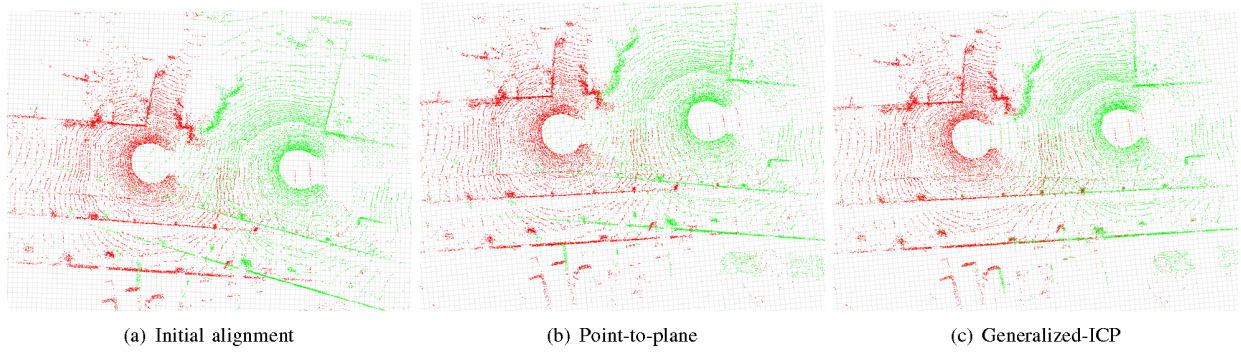 (a) Initial alignment
(b) Point-to-plane
(c) Generalized-ICP